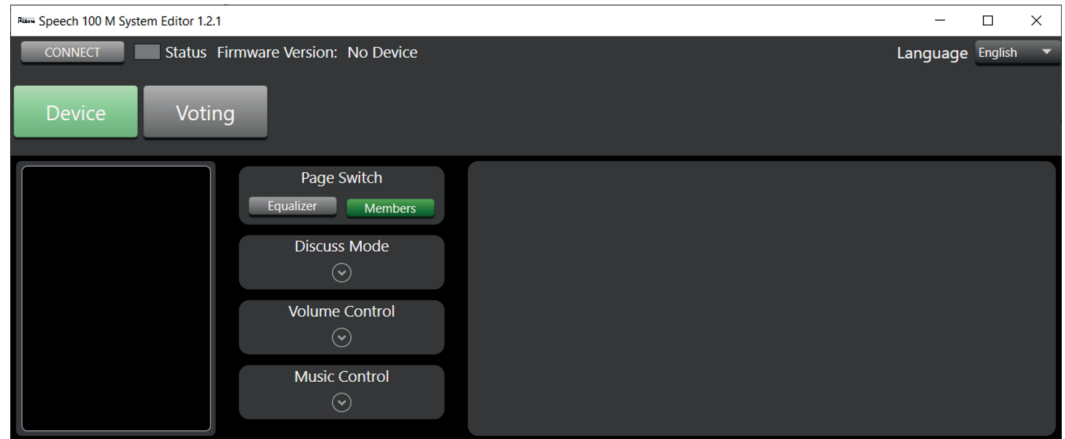 Speech 100 M System Editor 1.2.1
CONNECT Status Firmware Version: No Device Language English
Device Voting
Page Switch
Equalizer Members
Discuss Mode
Volume Control
Music Control